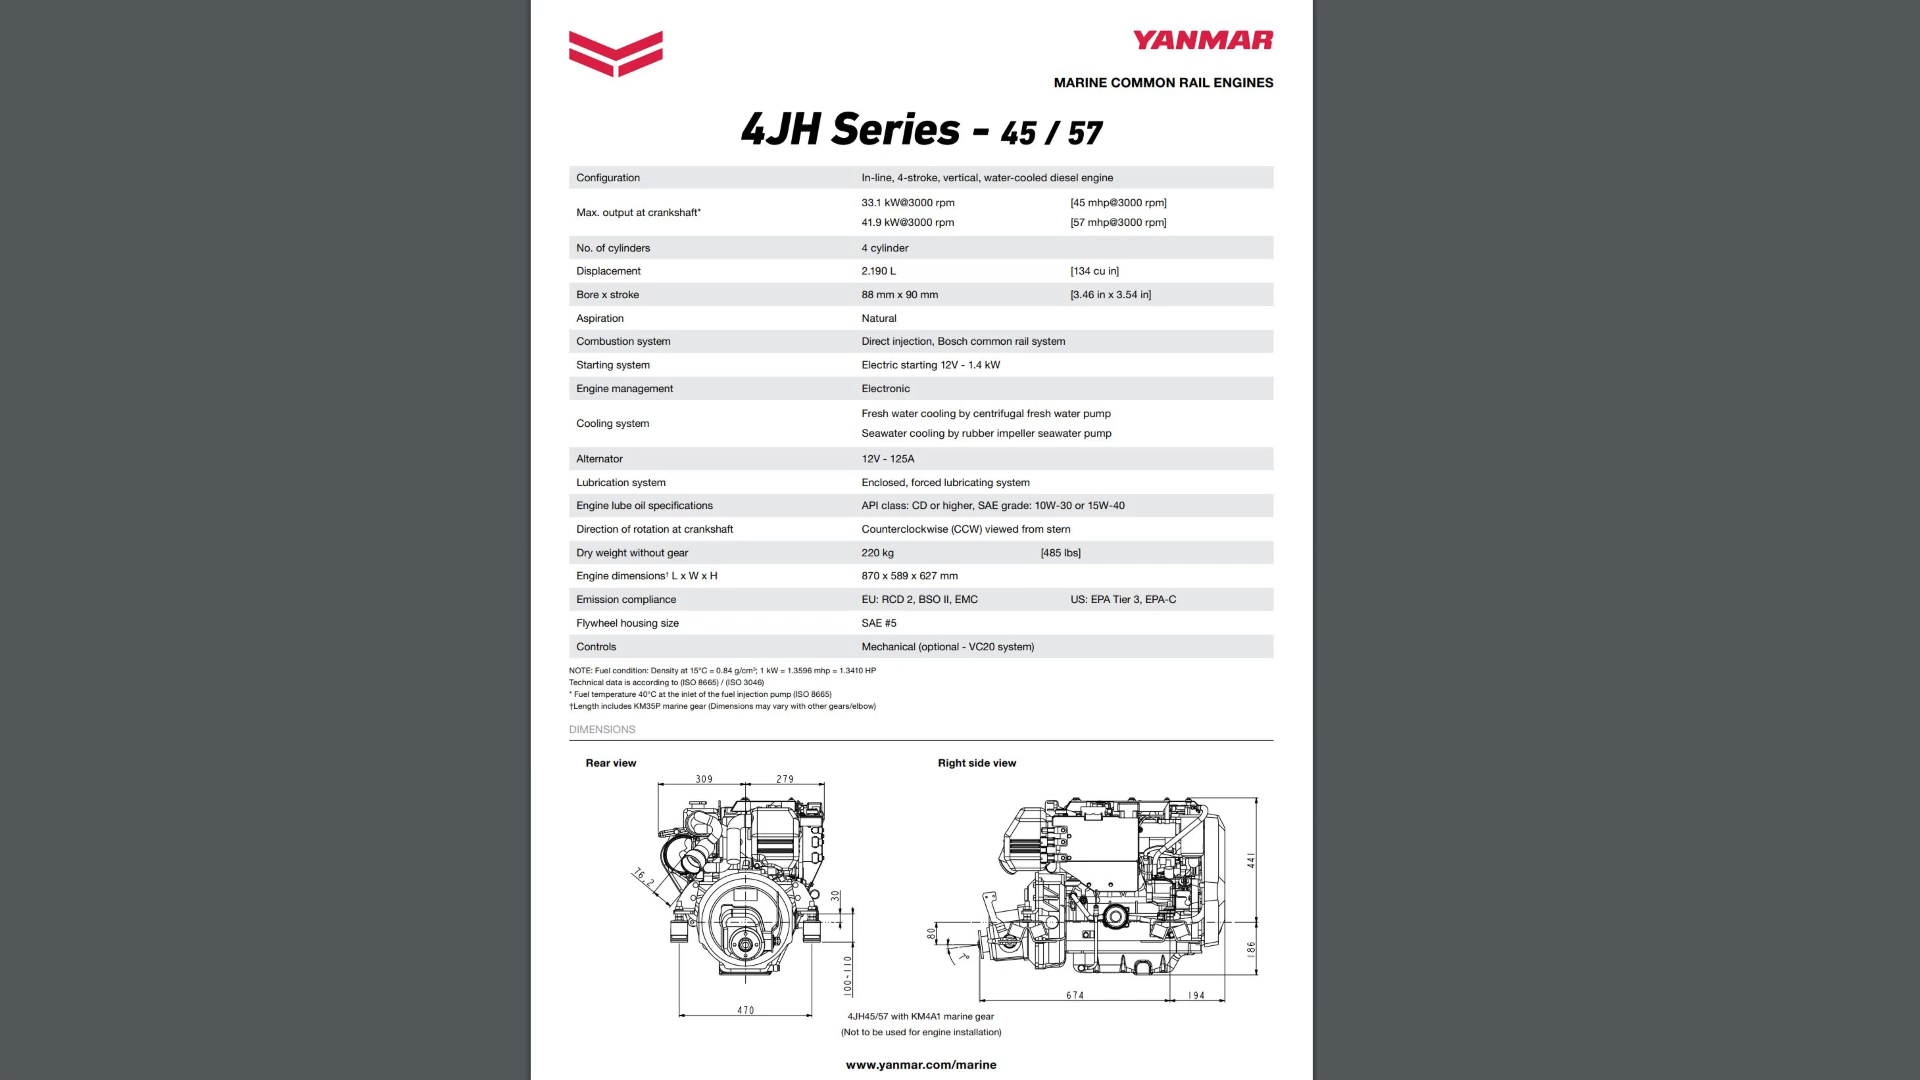 YANMAR
MARINE COMMON RAIL ENGINES
4JH Series - 45 / 57
Configuration In-line, 4-stroke, vertical, water-cooled diesel engine
Max. output at crankshaft* 33.1 kW@3000 rpm [45 mhp@3000 rpm]
41.9 kW@3000 rpm [57 mhp@3000 rpm]
No. of cylinders 4 cylinder
Displacement 2.190 L [134 cu in]
Bore x stroke 88 mm x 90 mm [3.46 in x 3.54 in]
Aspiration Natural
Combustion system Direct injection, Bosch common rail system
Starting system Electric starting 12V - 1.4 kW
Engine management Electronic
Cooling system Fresh water cooling by centrifugal fresh water pump
Seawater cooling by rubber impeller seawater pump
Alternator 12V - 125A
Lubrication system Enclosed, forced lubricating system
Engine lube oil specifications API class: CD or higher, SAE grade: 10W-30 or 15W-40
Direction of rotation at crankshaft Counterclockwise (CCW) viewed from stern
Dry weight without gear 220 kg [485 lbs]
Engine dimensions† L x W x H 870 x 589 x 627 mm
Emission compliance EU: RCD 2, BSO II, EMC US: EPA Tier 3, EPA-C
Flywheel housing size SAE #5
Controls Mechanical (optional - VC20 system)
NOTE: Fuel condition: Density at 15°C = 0.84 g/cm³; 1 kW = 1.3596 mhp = 1.3410 HP
Technical data is according to (ISO 8665) / (ISO 3046)
* Fuel temperature 40°C at the inlet of the fuel injection pump (ISO 8665)
†Length includes KM35P marine gear (Dimensions may vary with other gears/elbow)
DIMENSIONS
Rear view
309 279
76.2
30
100~110
470
Right side view
441
80
7°
186
674 194
4JH45/57 with KM4A1 marine gear
(Not to be used for engine installation)
www.yanmar.com/marine